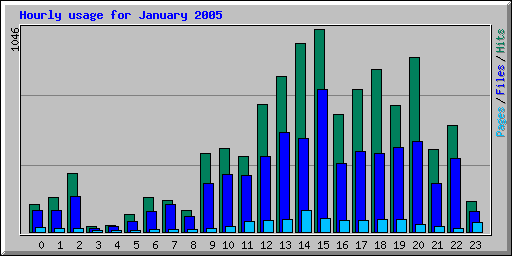 Hourly usage for January 2005
1046
Pages / Files / Hits
0 1 2 3 4 5 6 7 8 9 10 11 12 13 14 15 16 17 18 19 20 21 22 23